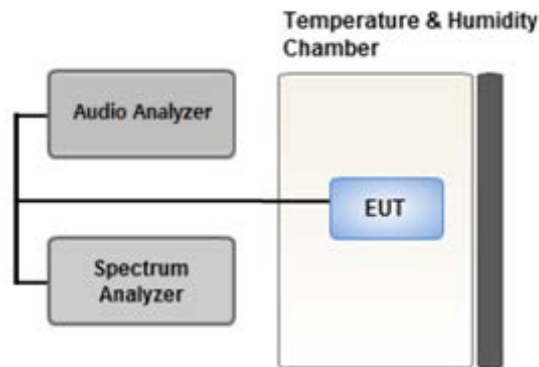 Temperature & Humidity
Chamber
Audio Analyzer
EUT
Spectrum
Analyzer